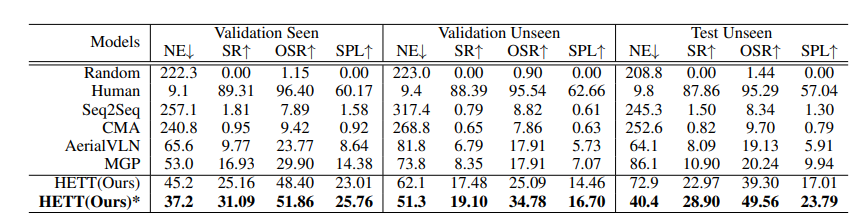 Models Validation Seen Validation Unseen Test Unseen
NE↓ SR↑ OSR↑ SPL↑ NE↓ SR↑ OSR↑ SPL↑ NE↓ SR↑ OSR↑ SPL↑
Random 222.3 0.00 1.15 0.00 223.0 0.00 0.90 0.00 208.8 0.00 1.44 0.00
Human 9.1 89.31 96.40 60.17 9.4 88.39 95.54 62.66 9.8 87.86 95.29 57.04
Seq2Seq 257.1 1.81 7.89 1.58 317.4 0.79 8.82 0.61 245.3 1.50 8.34 1.30
CMA 240.8 0.95 9.42 0.92 268.8 0.65 7.86 0.63 252.6 0.82 9.70 0.79
AerialVLN 65.6 9.77 23.77 8.64 81.8 6.79 17.91 5.73 64.1 8.09 19.13 5.91
MGP 53.0 16.93 29.90 14.38 73.8 8.35 17.91 7.07 86.1 10.90 20.24 9.94
HETT(Ours) 45.2 25.16 48.40 23.01 62.1 17.48 25.09 14.46 72.9 22.97 39.30 17.01
HETT(Ours)* 37.2 31.09 51.86 25.76 51.3 19.10 34.78 16.70 40.4 28.90 49.56 23.79